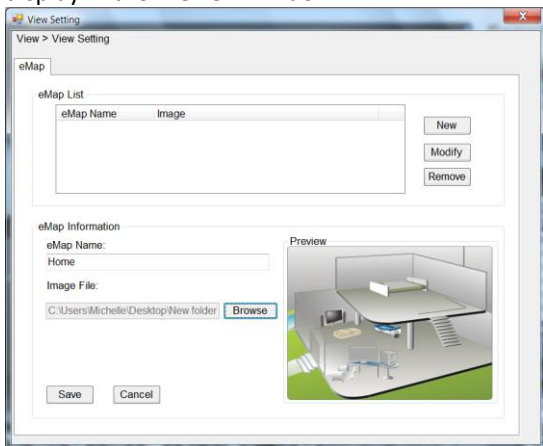 View Setting
View > View Setting
eMap
eMap List
eMap Name Image
New
Modify
Remove
eMap Information
eMap Name:
Home
Image File:
C:\Users\Michelle\Desktop\New folder Browse
Preview
Save Cancel